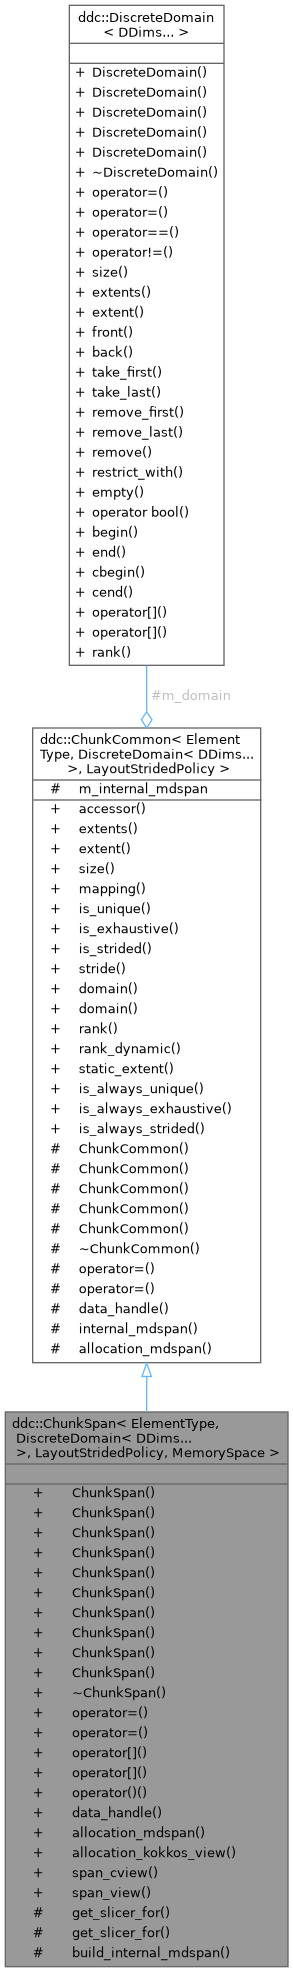 ddc::DiscreteDomain
< DDims... >
+ DiscreteDomain()
+ DiscreteDomain()
+ DiscreteDomain()
+ DiscreteDomain()
+ DiscreteDomain()
+ ~DiscreteDomain()
+ operator=()
+ operator=()
+ operator==()
+ operator!=()
+ size()
+ extents()
+ extent()
+ front()
+ back()
+ take_first()
+ take_last()
+ remove_first()
+ remove_last()
+ remove()
+ restrict_with()
+ empty()
+ operator bool()
+ begin()
+ end()
+ cbegin()
+ cend()
+ operator[]()
+ operator[]()
+ rank()
#m_domain
ddc::ChunkCommon< Element
Type, DiscreteDomain< DDims...
>, LayoutStridedPolicy >
# m_internal_mdspan
+ accessor()
+ extents()
+ extent()
+ size()
+ mapping()
+ is_unique()
+ is_exhaustive()
+ is_strided()
+ stride()
+ domain()
+ domain()
+ rank()
+ rank_dynamic()
+ static_extent()
+ is_always_unique()
+ is_always_exhaustive()
+ is_always_strided()
# ChunkCommon()
# ChunkCommon()
# ChunkCommon()
# ChunkCommon()
# ChunkCommon()
# ~ChunkCommon()
# operator=()
# operator=()
# data_handle()
# internal_mdspan()
# allocation_mdspan()
ddc::ChunkSpan< ElementType,
DiscreteDomain< DDims...
>, LayoutStridedPolicy, MemorySpace >
+ ChunkSpan()
+ ChunkSpan()
+ ChunkSpan()
+ ChunkSpan()
+ ChunkSpan()
+ ChunkSpan()
+ ChunkSpan()
+ ChunkSpan()
+ ChunkSpan()
+ ChunkSpan()
+ ~ChunkSpan()
+ operator=()
+ operator=()
+ operator[]()
+ operator[]()
+ operator()()
+ data_handle()
+ allocation_mdspan()
+ allocation_kokkos_view()
+ span_cview()
+ span_view()
# get_slicer_for()
# get_slicer_for()
# build_internal_mdspan()